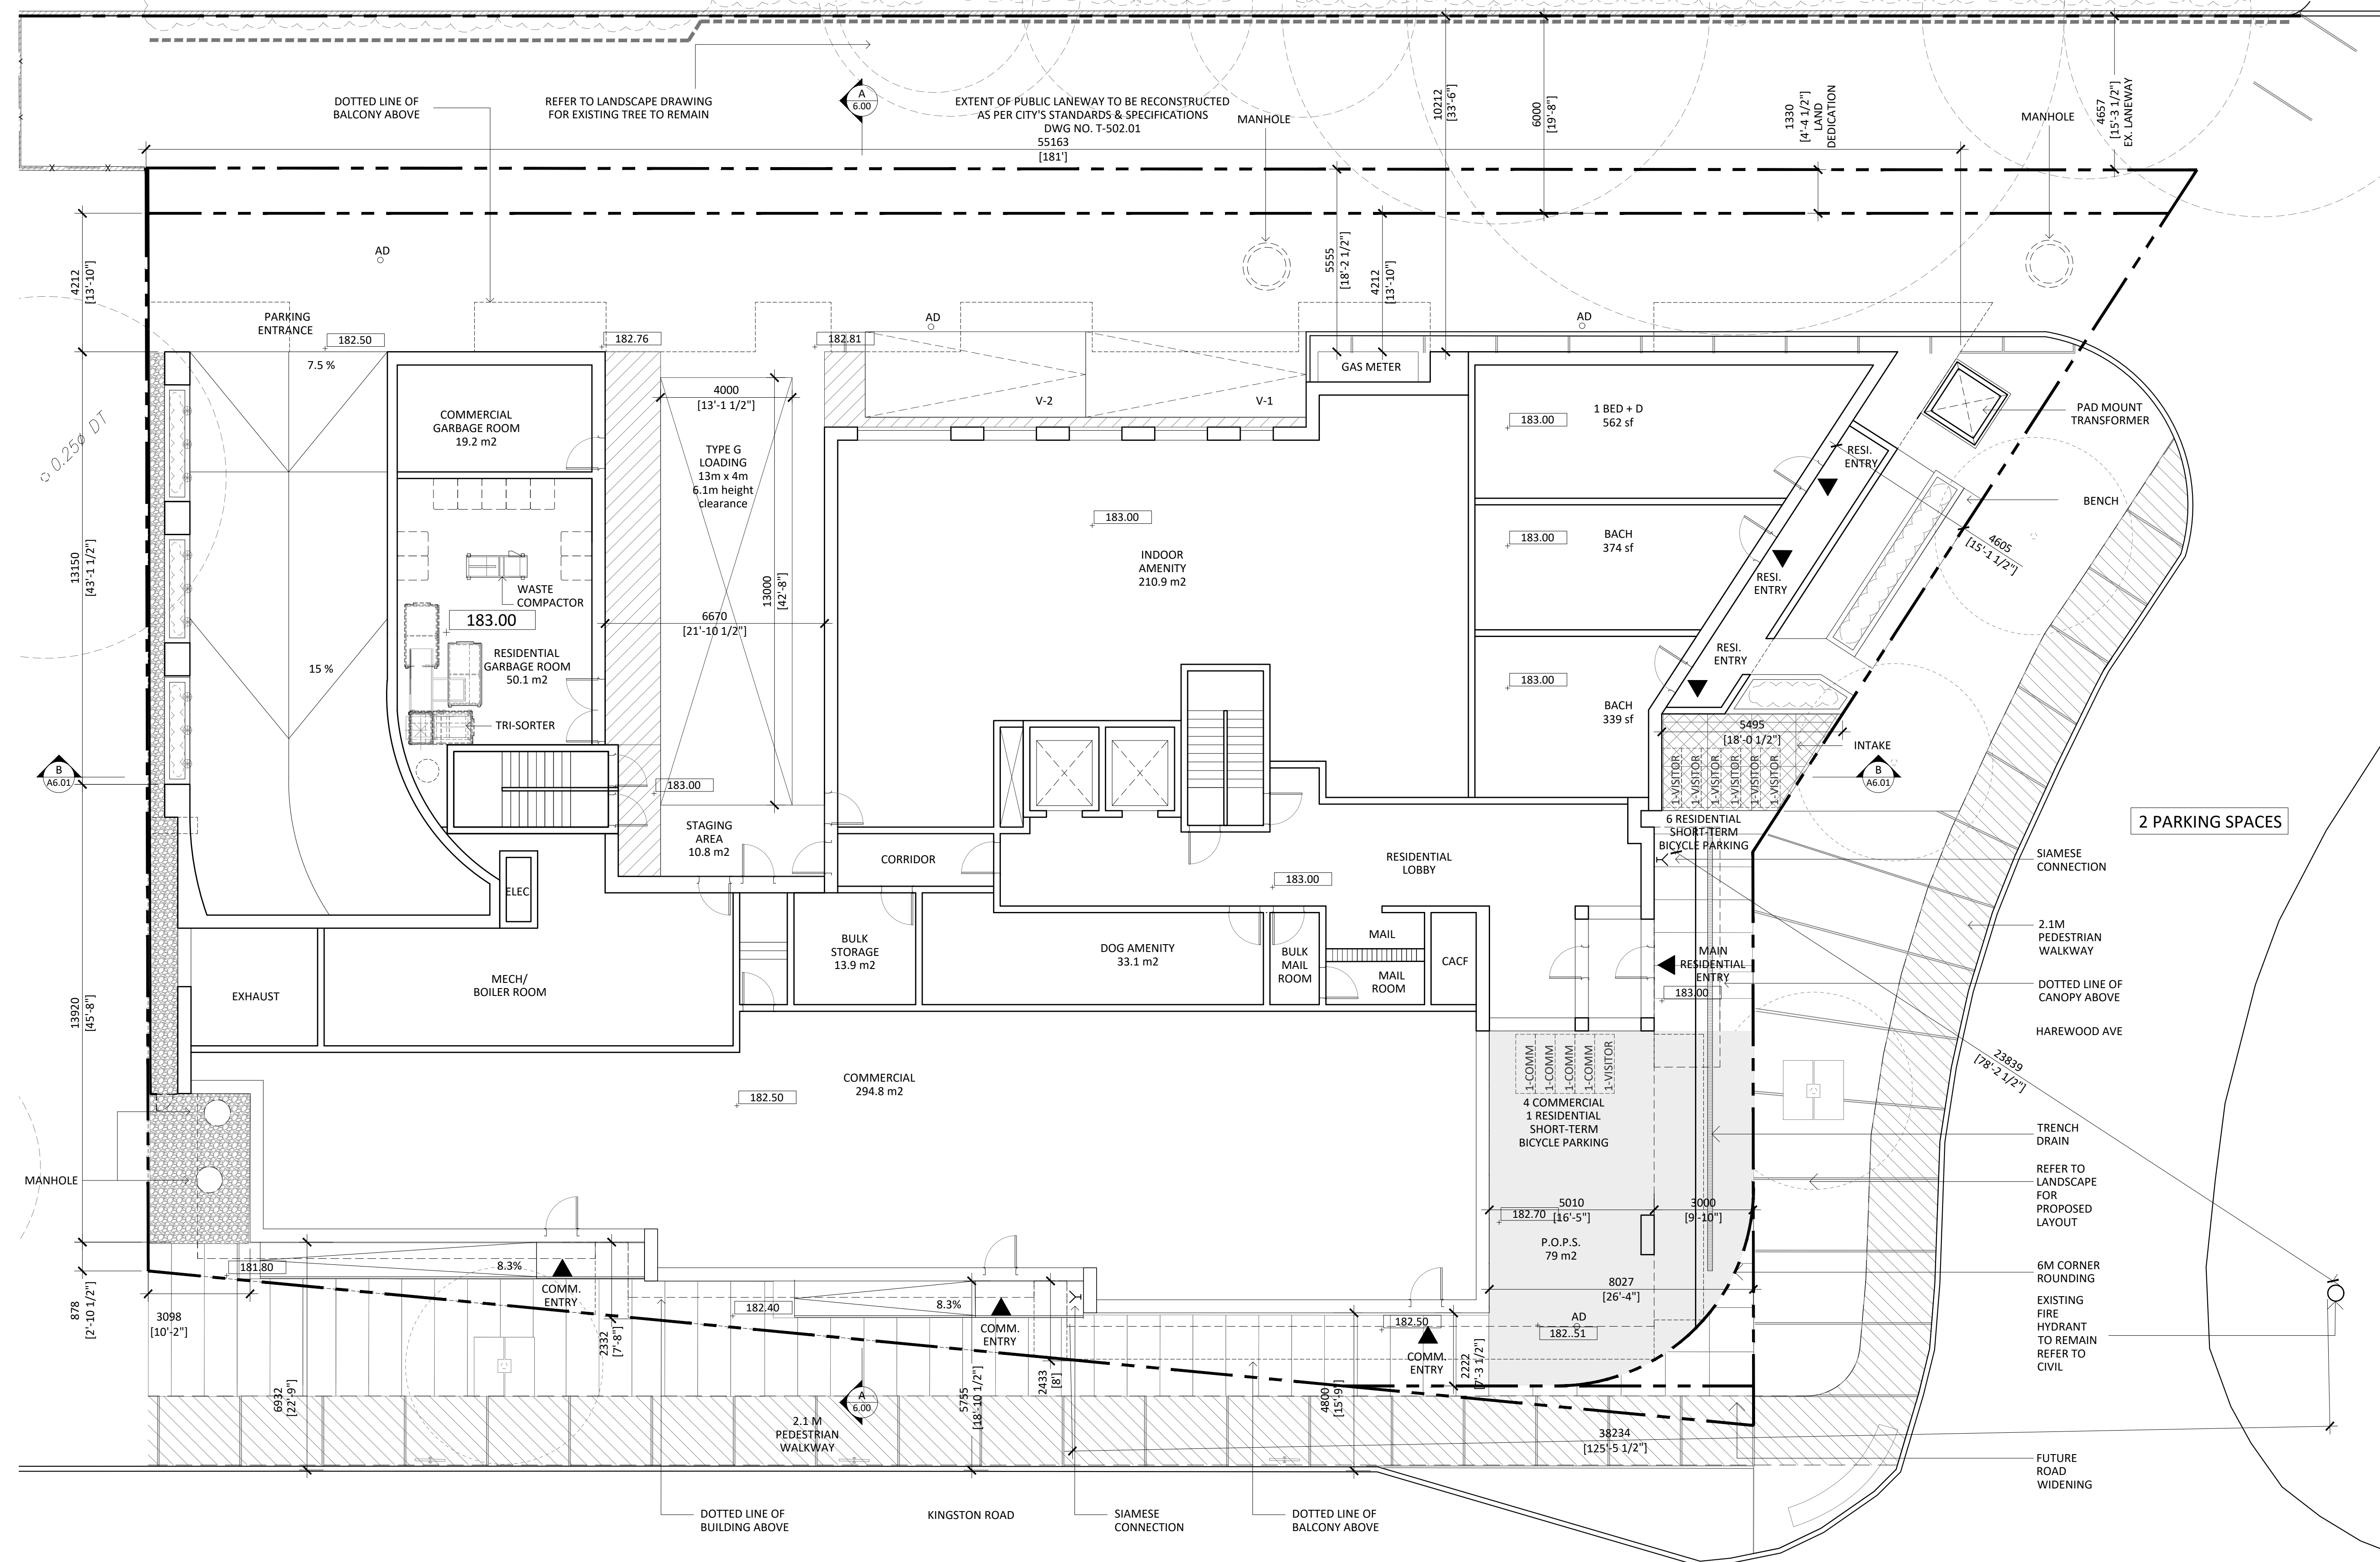 DOTTED LINE OF
BALCONY ABOVE
REFER TO LANDSCAPE DRAWING
FOR EXISTING TREE TO REMAIN
A
6.00
EXTENT OF PUBLIC LANEWAY TO BE RECONSTRUCTED
AS PER CITY'S STANDARDS & SPECIFICATIONS
DWG NO. T-502.01
55163
[181']
MANHOLE
10212
[33'-6"]
6000
[19'-8"]
1330
[4'-4 1/2"]
LAND
DEDICATION
MANHOLE
4657
[15'-3 1/2"]
EX. LANEWAY
X
X
4212
[13'-10"]
AD
5555
[18'-2 1/2"]
4212
[13'-10"]
PARKING
ENTRANCE
182.50
7.5 %
182.76
182.81
AD
AD
GAS METER
V-2
V-1
0.25ø DT
COMMERCIAL
GARBAGE ROOM
19.2 m2
4000
[13'-1 1/2"]
TYPE G
LOADING
13m x 4m
6.1m height
clearance
13000
[42'-8"]
6670
[21'-10 1/2"]
183.00
INDOOR
AMENITY
210.9 m2
183.00
1 BED + D
562 sf
183.00
BACH
374 sf
183.00
BACH
339 sf
RESI.
ENTRY
RESI.
ENTRY
RESI.
ENTRY
PAD MOUNT
TRANSFORMER
BENCH
4605
[15'-1 1/2"]
13150
[43'-1 1/2"]
WASTE
COMPACTOR
183.00
RESIDENTIAL
GARBAGE ROOM
50.1 m2
15 %
TRI-SORTER
B
A6.01
183.00
STAGING
AREA
10.8 m2
5495
[18'-0 1/2"]
INTAKE
B
A6.01
1-VISITOR
1-VISITOR
1-VISITOR
1-VISITOR
1-VISITOR
1-VISITOR
6 RESIDENTIAL
SHORT-TERM
BICYCLE PARKING
2 PARKING SPACES
SIAMESE
CONNECTION
CORRIDOR
RESIDENTIAL
LOBBY
183.00
ELEC
BULK
STORAGE
13.9 m2
DOG AMENITY
33.1 m2
BULK
MAIL
ROOM
MAIL
MAIL
ROOM
CACF
MAIN
RESIDENTIAL
ENTRY
183.00
2.1M
PEDESTRIAN
WALKWAY
DOTTED LINE OF
CANOPY ABOVE
HAREWOOD AVE
EXHAUST
MECH/
BOILER ROOM
13920
[45'-8"]
COMMERCIAL
294.8 m2
182.50
1-COMM
1-COMM
1-COMM
1-COMM
1-VISITOR
4 COMMERCIAL
1 RESIDENTIAL
SHORT-TERM
BICYCLE PARKING
23839
[78'-2 1/2"]
TRENCH
DRAIN
REFER TO
LANDSCAPE
FOR
PROPOSED
LAYOUT
MANHOLE
5010
[16'-5"]
3000
[9'-10"]
182.70
P.O.P.S.
79 m2
8027
[26'-4"]
AD
182..51
6M CORNER
ROUNDING
EXISTING
FIRE
HYDRANT
TO REMAIN
REFER TO
CIVIL
181.80
8.3%
COMM.
ENTRY
878
[2'-10 1/2"]
3098
[10'-2"]
2332
[7'-8"]
182.40
8.3%
COMM.
ENTRY
182.50
COMM.
ENTRY
2222
[7'-3 1/2"]
6932
[22'-9"]
A
6.00
5755
[18'-10 1/2"]
2433
[8']
4800
[15'-9"]
2.1 M
PEDESTRIAN
WALKWAY
38234
[125'-5 1/2"]
FUTURE
ROAD
WIDENING
DOTTED LINE OF
BUILDING ABOVE
KINGSTON ROAD
SIAMESE
CONNECTION
DOTTED LINE OF
BALCONY ABOVE